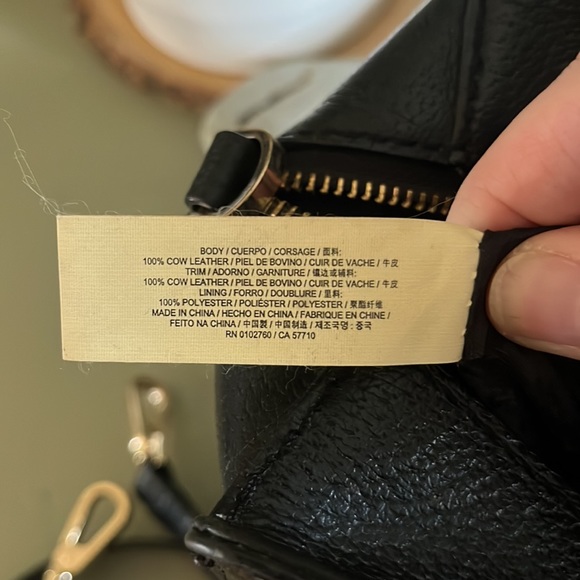 BODY / CUERPO / CORSAGE / 面料:
100% COW LEATHER / PIEL DE BOVINO / CUIR DE VACHE / 牛皮
TRIM / ADORNO / GARNITURE / 镶边或辅料:
100% COW LEATHER / PIEL DE BOVINO / CUIR DE VACHE / 牛皮
LINING / FORRO / DOUBLURE / 里料:
100% POLYESTER / POLIÉSTER / POLYESTER / 聚酯纤维
MADE IN CHINA / HECHO EN CHINA / FABRIQUE EN CHINE /
FEITO NA CHINA / 中国製 / 中国制造 / 제조국명 : 중국
RN 0102760 / CA 57710